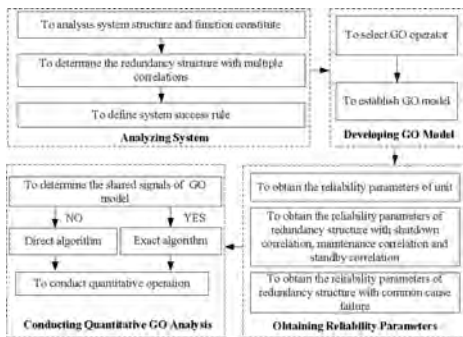 To analysis system structure and function constitute
To determine the redundancy structure with multiple
correlations
To define system success rule
Analyzing System
To select GO operator
To establish GO model
Developing GO Model
To determine the shared signals of GO
model
NO
YES
Direct algorithm
Exact algorithm
To conduct quantitative operation
Conducting Quantitative GO Analysis
To obtain the reliability parameters of unit
To obtain the reliability parameters of
redundancy structure with shutdown
correlation, maintenance correlation and
standby correlation
To obtain the reliability parameters of
redundancy structure with common cause
failure
Obtaining Reliability Parameters